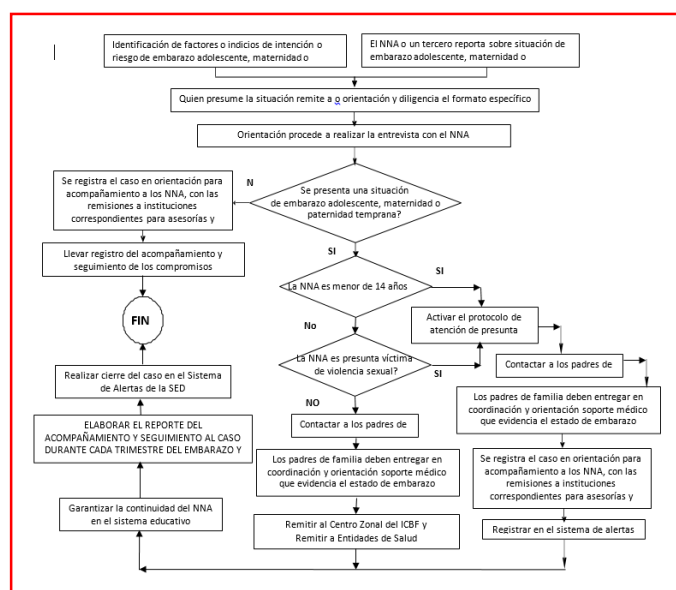 Identificación de factores o indicios de intención o
riesgo de embarazo adolescente, maternidad o
El NNA o un tercero reporta sobre situación de
embarazo adolescente, maternidad o
Quien presume la situación remite a o orientación y diligencia el formato específico
Orientación procede a realizar la entrevista con el NNA
Se presenta una situación
de embarazo adolescente, maternidad o
paternidad temprana?
N
Se registra el caso en orientación para
acompañamiento a los NNA, con las
remisiones a instituciones
correspondientes para asesorías y
Llevar registro del acompañamiento y
seguimiento de los compromisos
FIN
SI
La NNA es menor de 14 años
SI
No
Activar el protocolo de
atención de presunta
La NNA es presunta víctima
de violencia sexual?
SI
NO
Contactar a los padres de
Los padres de familia deben entregar en
coordinación y orientación soporte médico
que evidencia el estado de embarazo
Se registra el caso en orientación para
acompañamiento a los NNA, con las
remisiones a instituciones
correspondientes para asesorías y
Registrar en el sistema de alertas
Contactar a los padres de
Los padres de familia deben entregar en
coordinación y orientación soporte médico
que evidencia el estado de embarazo
Remitir al Centro Zonal del ICBF y
Remitir a Entidades de Salud
Garantizar la continuidad del NNA
en el sistema educativo
ELABORAR EL REPORTE DEL
ACOMPAÑAMIENTO Y SEGUIMIENTO AL CASO
DURANTE CADA TRIMESTRE DEL EMBARAZO Y
Realizar cierre del caso en el Sistema
de Alertas de la SED